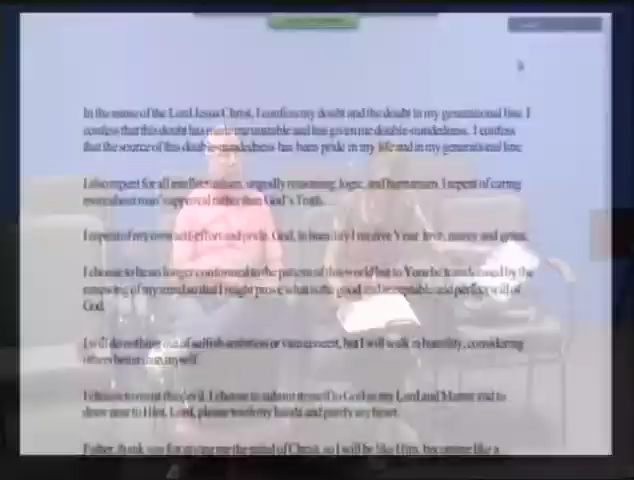 In the name of the Lord Jesus Christ, I confess my doubt and the doubt in my generational line. I
confess that this doubt has made me unstable and has given me double-mindedness. I confess
that the source of this double-mindedness has been pride in my life and in my generational line.
I also repent for all intellectualism, ungodly reasoning, logic, and humanism. I repent of caring
more about man's approval rather than God's Truth.
I repent of my own self-effort and pride. God, in humility I receive Your love, mercy and grace.
I choose to be no longer conformed to the pattern of this world but to You be transformed by the
renewing of my mind so that I might prove what is the good and acceptable and perfect will of
God.
I will do nothing out of selfish ambition or vain conceit, but I will walk in humility, considering
others better than myself.
I choose to resist the devil. I choose to submit myself to God as my Lord and Master and to
draw near to Him. Lord, please wash my hands and purify my heart.
Father, thank you for giving me the mind of Christ, so I will be like Him, becoming like a